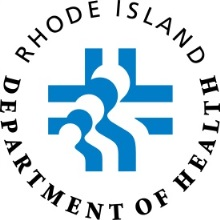 RHODE ISLAND
DEPARTMENT OF HEALTH